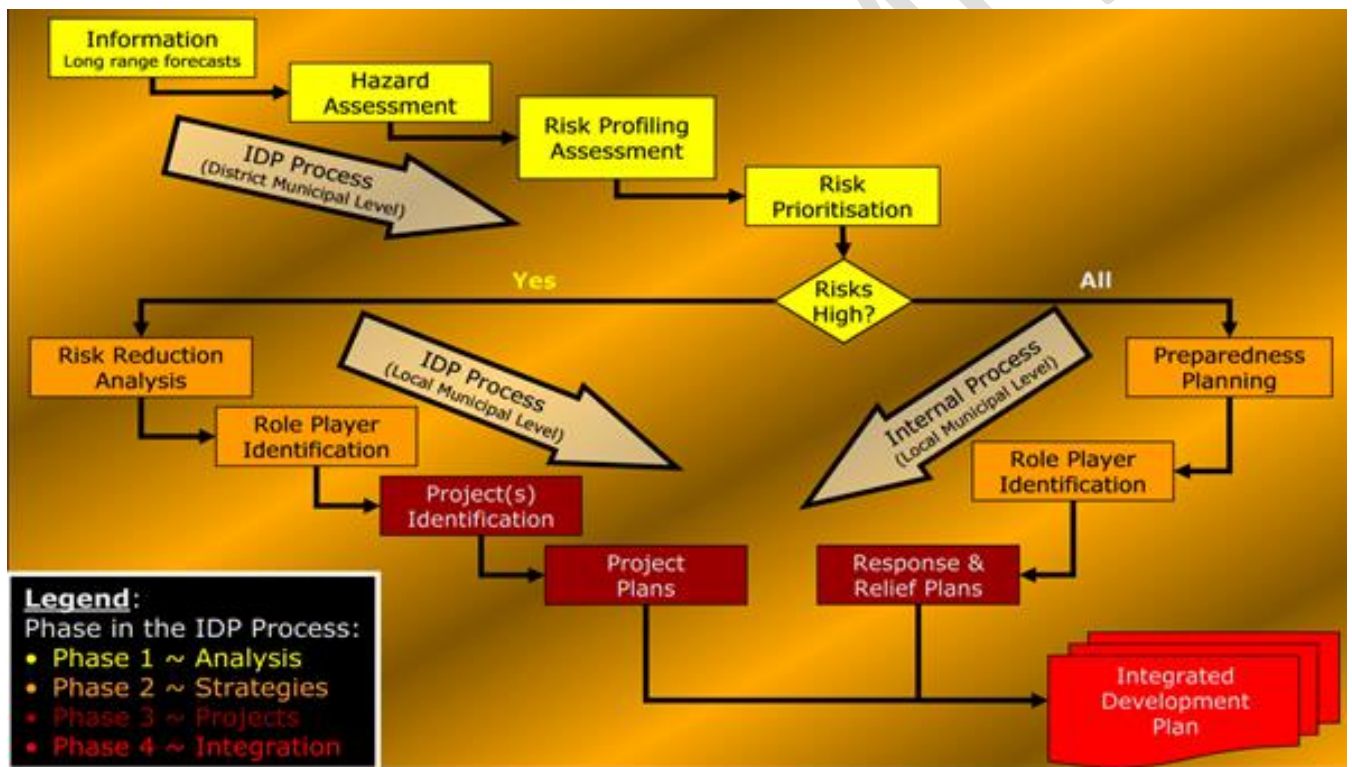 Information
Long range forecasts
Hazard
Assessment
Risk Profiling
Assessment
IDP Process
(District Municipal Level)
Risk
Prioritisation
Yes
All
Risks
High?
Risk Reduction
Analysis
IDP Process
(Local Municipal Level)
Internal Process
(Local Municipal Level)
Preparedness
Planning
Role Player
Identification
Role Player
Identification
Project(s)
Identification
Project
Plans
Response &
Relief Plans
Legend:
Phase in the IDP Process:
• Phase 1 ~ Analysis
• Phase 2 ~ Strategies
• Phase 3 ~ Projects
• Phase 4 ~ Integration
Integrated
Development
Plan